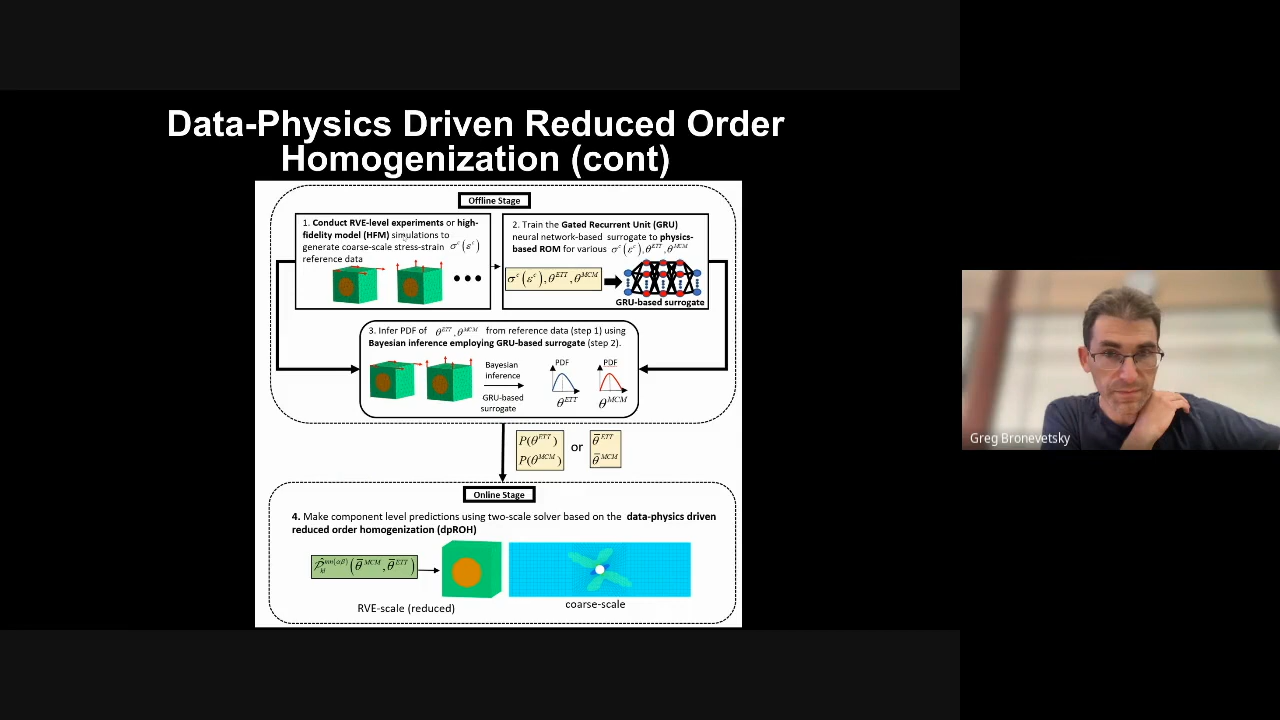 Data-Physics Driven Reduced Order
Homogenization (cont)
Offline Stage
1. Conduct RVE-level experiments or high-
fidelity model (HFM) simulations to
generate coarse-scale stress-strain σᶜ(εᶜ)
reference data
2. Train the Gated Recurrent Unit (GRU)
neural network-based surrogate to physics-
based ROM for various σᶜ(εᶜ),θᴱᵀᵀ,θᴹᶜᴹ
σᶜ(εᶜ),θᴱᵀᵀ,θᴹᶜᴹ
GRU-based surrogate
3. Infer PDF of θᴱᵀᵀ,θᴹᶜᴹ from reference data (step 1) using
Bayesian inference employing GRU-based surrogate (step 2).
Bayesian
inference
GRU-based
surrogate
PDF
θᴱᵀᵀ
PDF
θᴹᶜᴹ
P(θᴱᵀᵀ)
P(θᴹᶜᴹ)
or
θ̄ᴱᵀᵀ
θ̄ᴹᶜᴹ
Online Stage
4. Make component level predictions using two-scale solver based on the data-physics driven
reduced order homogenization (dpROH)
(θ̄ᴹᶜᴹ,θ̄ᴱᵀᵀ)
RVE-scale (reduced)
coarse-scale
Greg Bronevetsky